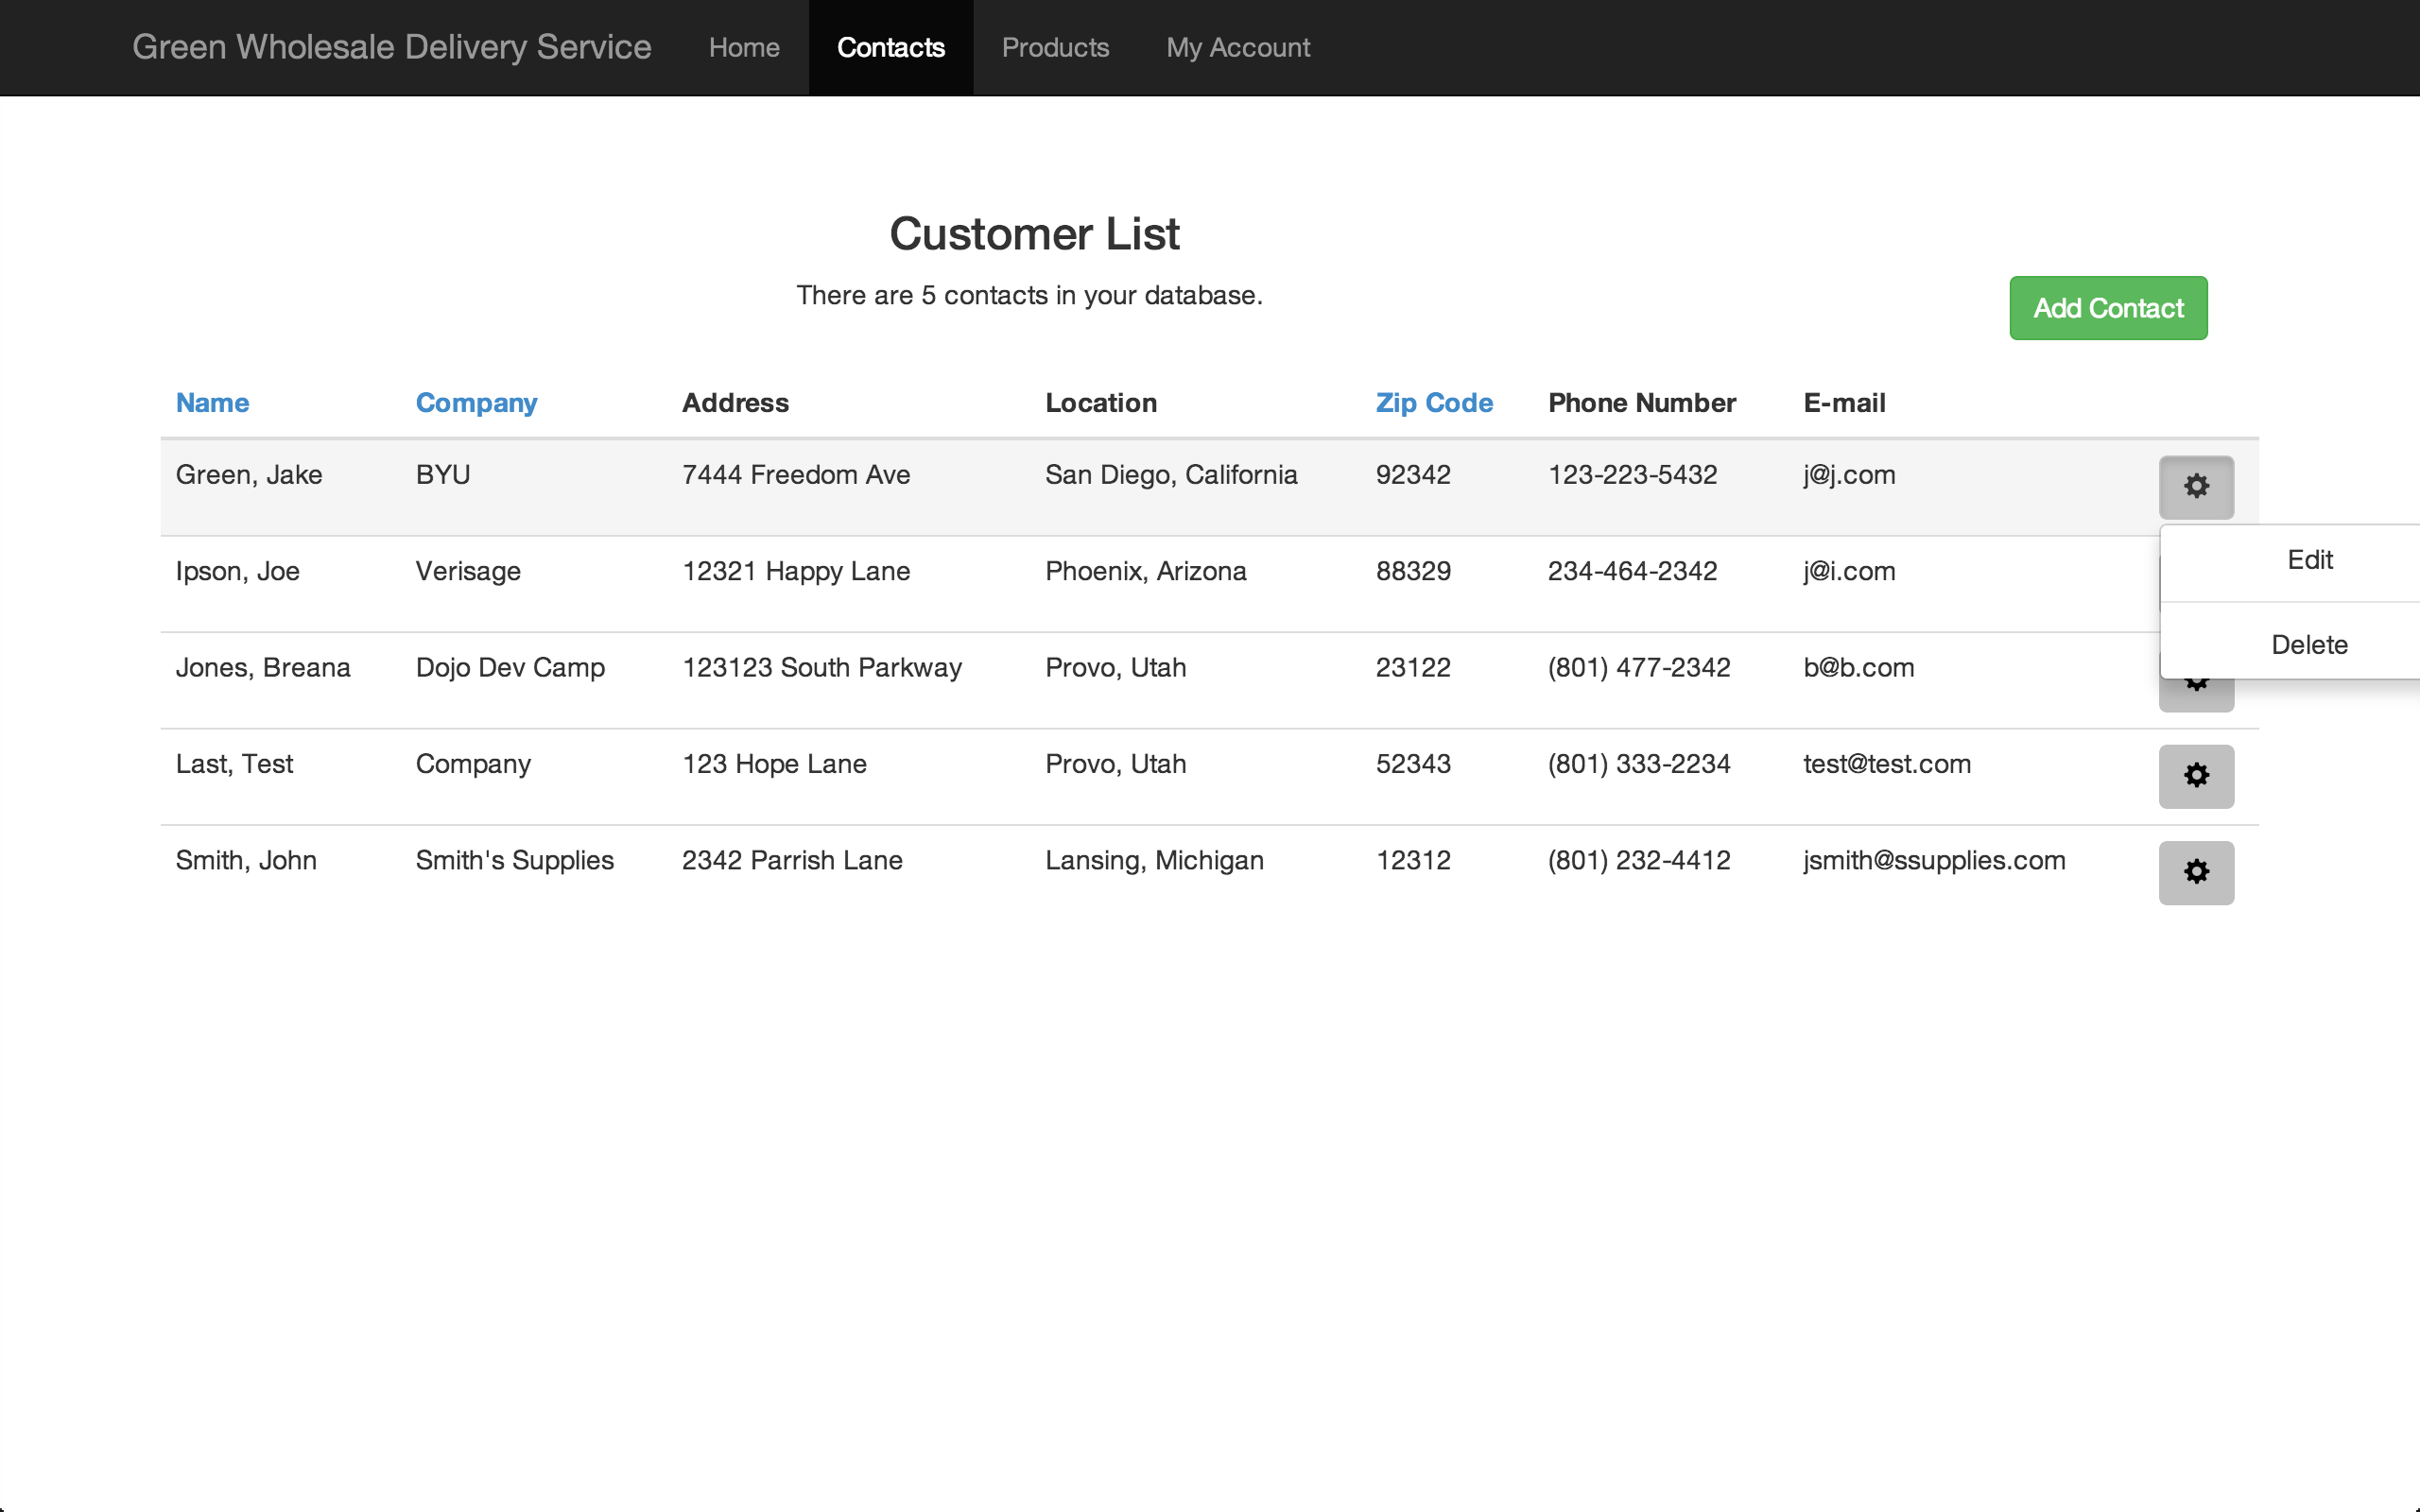 Green Wholesale Delivery Service Home Contacts Products My Account
Customer List
There are 5 contacts in your database.
Add Contact
Name Company Address Location Zip Code Phone Number E-mail
Green, Jake BYU 7444 Freedom Ave San Diego, California 92342 123-223-5432 j@j.com
Edit
Ipson, Joe Verisage 12321 Happy Lane Phoenix, Arizona 88329 234-464-2342 j@i.com
Delete
Jones, Breana Dojo Dev Camp 123123 South Parkway Provo, Utah 23122 (801) 477-2342 b@b.com
Last, Test Company 123 Hope Lane Provo, Utah 52343 (801) 333-2234 test@test.com
Smith, John Smith's Supplies 2342 Parrish Lane Lansing, Michigan 12312 (801) 232-4412 jsmith@ssupplies.com